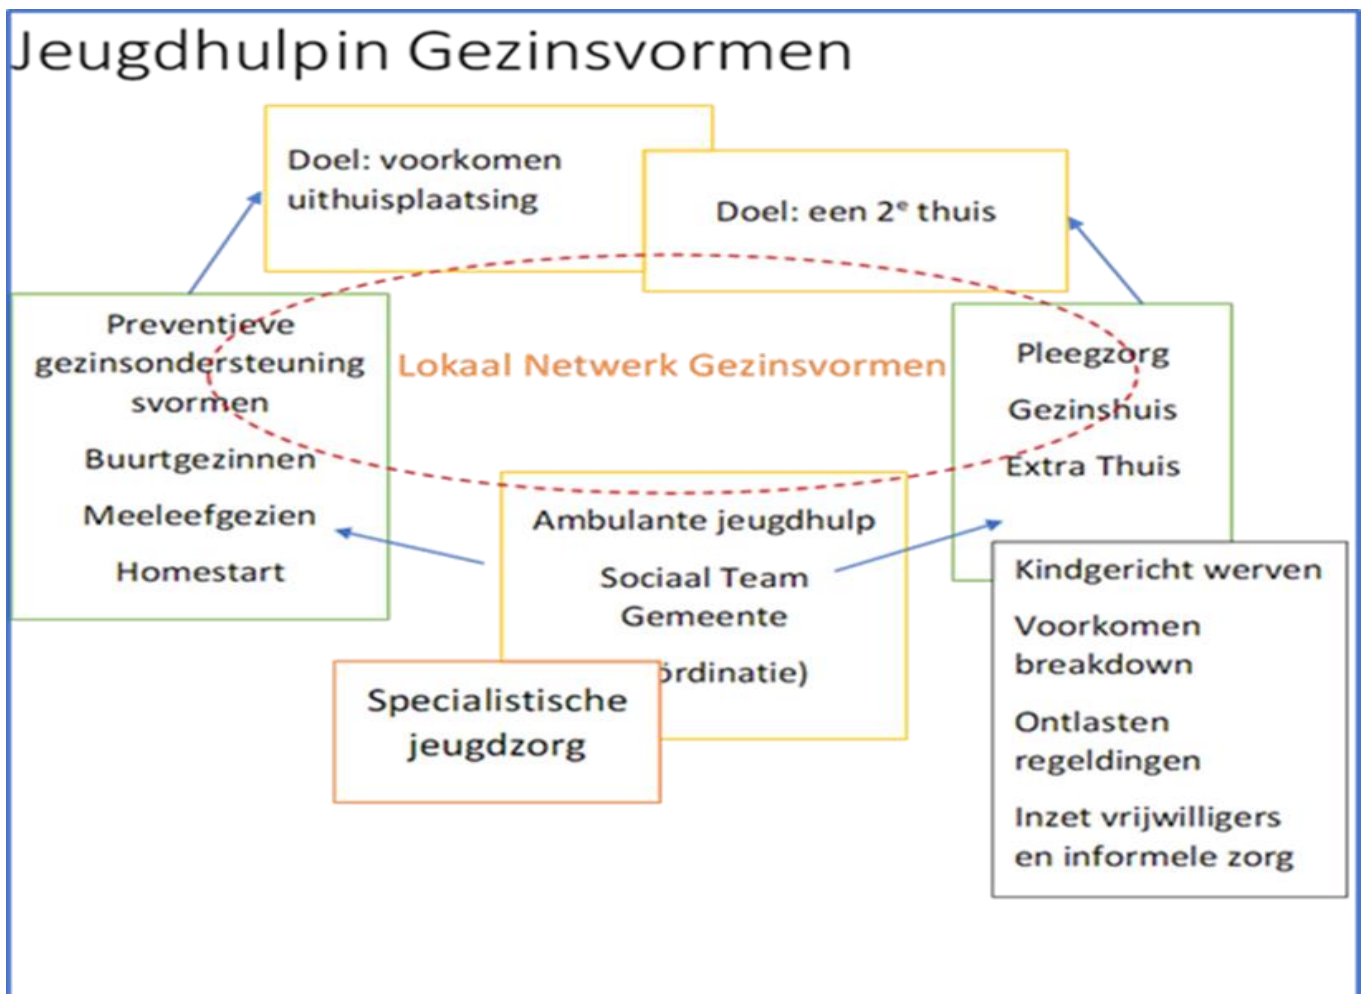 Jeugdhulpin Gezinsvormen
Doel: voorkomen
uithuisplaatsing
Doel: een 2e thuis
Preventieve
gezinsondersteuning
svormen
Buurtgezinnen
Meeleefgezien
Homestart
Lokaal Netwerk Gezinsvormen
Pleegzorg
Gezinshuis
Extra Thuis
Ambulante jeugdhulp
Sociaal Team
Gemeente
ördinatie)
Specialistische
jeugdzorg
Kindgericht werven
Voorkomen
breakdown
Ontlasten
regeldingen
Inzet vrijwilligers
en informele zorg